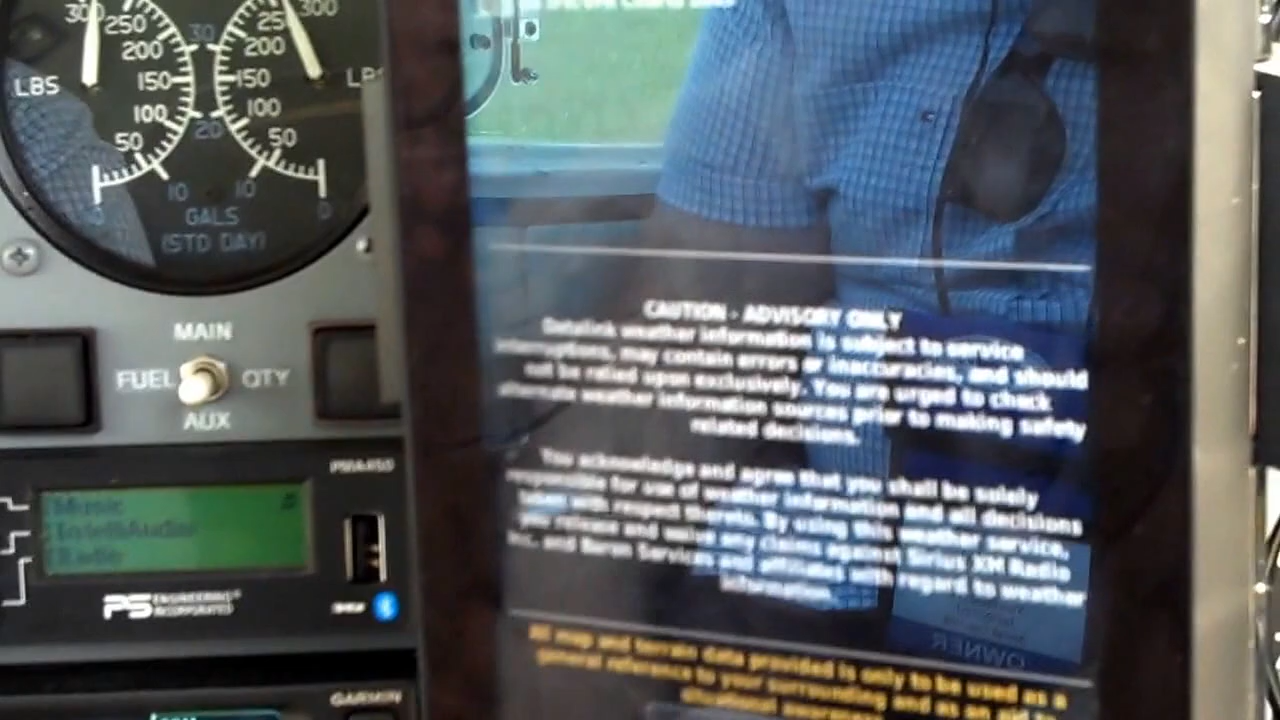 300 250 200 150 100 50 0
30 20 10 10
300 25 200 150 100 50 0
LBS
GALS
(STD DAY)
MAIN
FUEL QTY
AUX
PMA450
Music
IntelliAudio
Radio
PS ENGINEERING
INCORPORATED
GARMIN
CAUTION - ADVISORY ONLY
Datalink weather information is subject to service
interruptions, may contain errors or inaccuracies, and should
not be relied upon exclusively. You are urged to check
alternate weather information sources prior to making safety
related decisions.
You acknowledge and agree that you shall be solely
responsible for use of weather information and all decisions
taken with respect thereto. By using this weather service,
you release and waive any claims against Sirius XM Radio
Inc. and Baron Services and affiliates with regard to weather
information.
All map and terrain data provided is only to be used as a
general reference to your surrounding and as an aid to
situational awareness.
OWNER